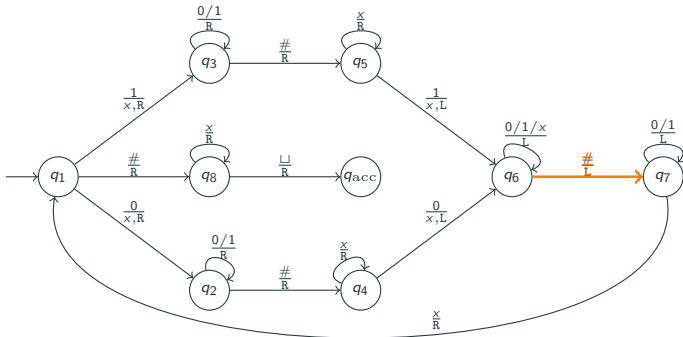 0/1
R
#
R
x
R
q3
q5
1
x,R
1
x,L
x
R
0/1/x
L
0/1
L
#
R
⊔
R
#
L
q1
q8
qacc
q6
q7
0
x,R
0/1
R
x
R
0
x,L
#
R
q2
q4
x
R